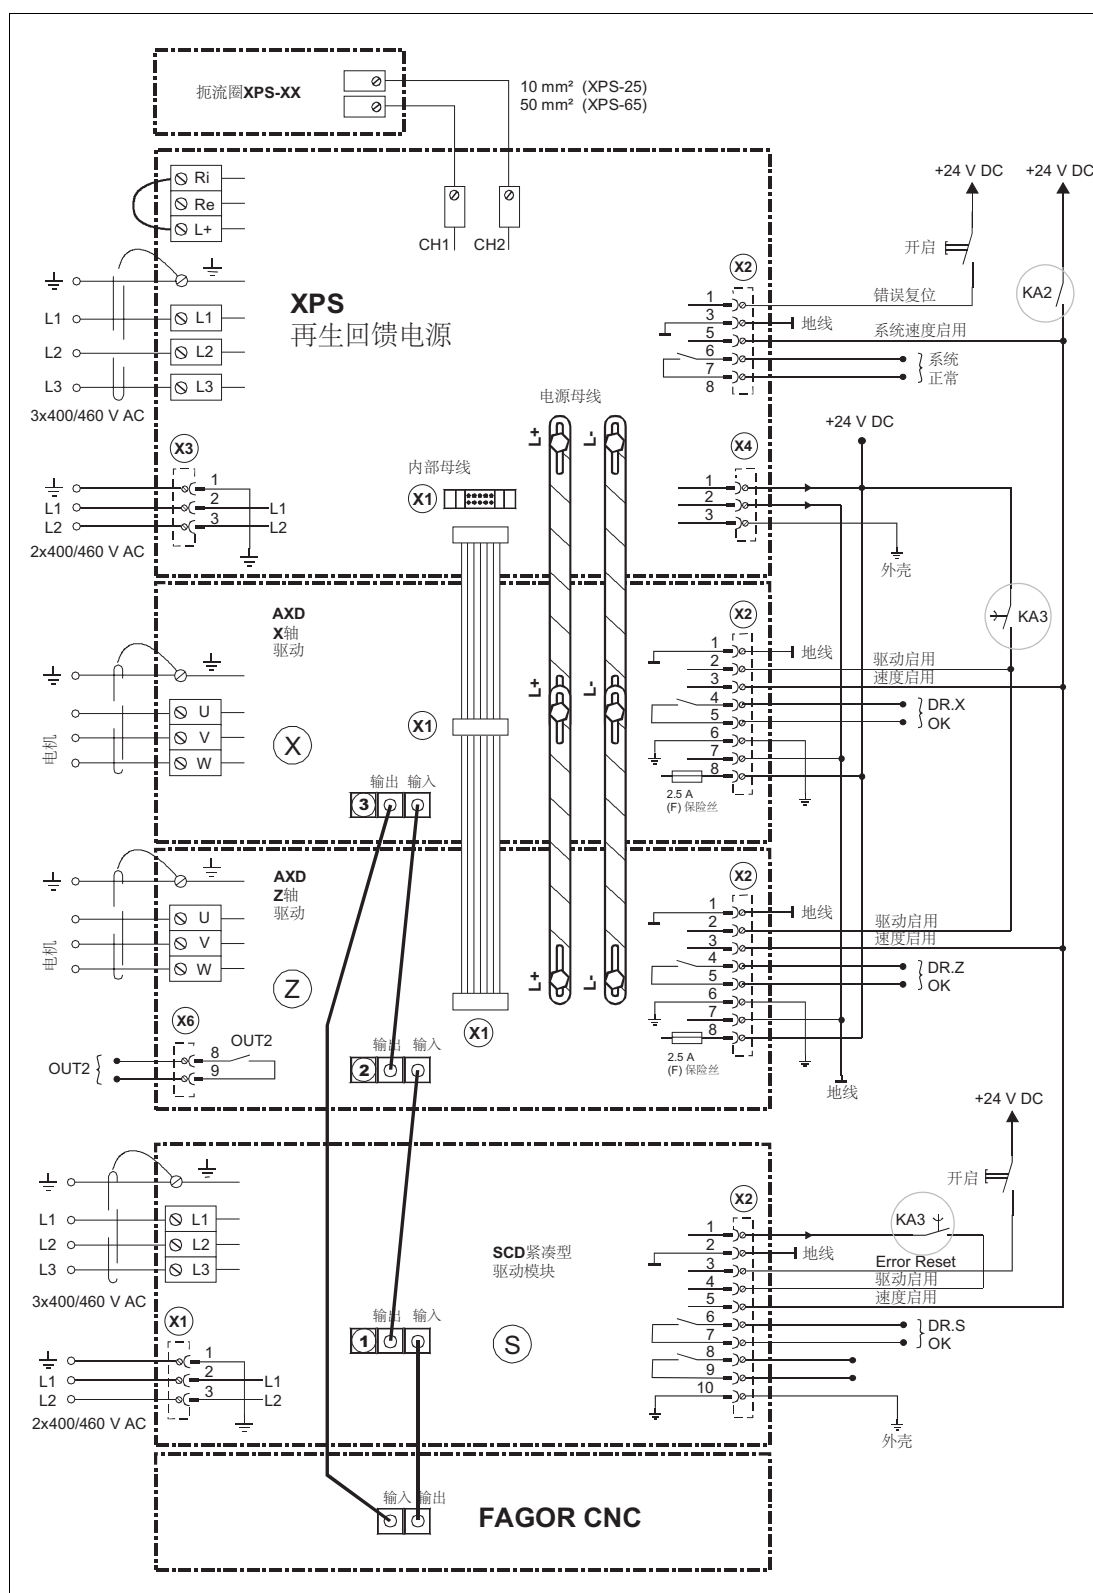 扼流圈XPS-XX
10 mm² (XPS-25)
50 mm² (XPS-65)
Ri
Re
L+
CH1
CH2
+24 V DC
+24 V DC
开启
KA2
XPS
再生回馈电源
L1
L2
L3
L1
L2
L3
3x400/460 V AC
X2
1
3
5
6
7
8
错误复位
地线
系统速度启用
系统
正常
电源母线
L+
L-
+24 V DC
X3
1
2
3
L1
L2
L1
L2
2x400/460 V AC
内部母线
X1
X4
1
2
3
外壳
KA3
AXD
X轴
驱动
电机
U
V
W
X
X1
L+
L-
X2
1
2
3
4
5
6
7
8
地线
驱动启用
速度启用
DR.X
OK
2.5 A
(F) 保险丝
输出 输入
3
AXD
Z轴
驱动
电机
U
V
W
Z
L+
L-
X1
X2
1
2
3
4
5
6
7
8
地线
驱动启用
速度启用
DR.Z
OK
2.5 A
(F) 保险丝
地线
X6
8
9
OUT2
OUT2
输出 输入
2
+24 V DC
开启
KA3
L1
L2
L3
L1
L2
L3
3x400/460 V AC
SCD紧凑型
驱动模块
S
X2
1
2
3
4
5
6
7
8
9
10
地线
Error Reset
驱动启用
速度启用
DR.S
OK
外壳
输出 输入
1
X1
1
2
3
L1
L2
L1
L2
2x400/460 V AC
输入 输出
FAGOR CNC